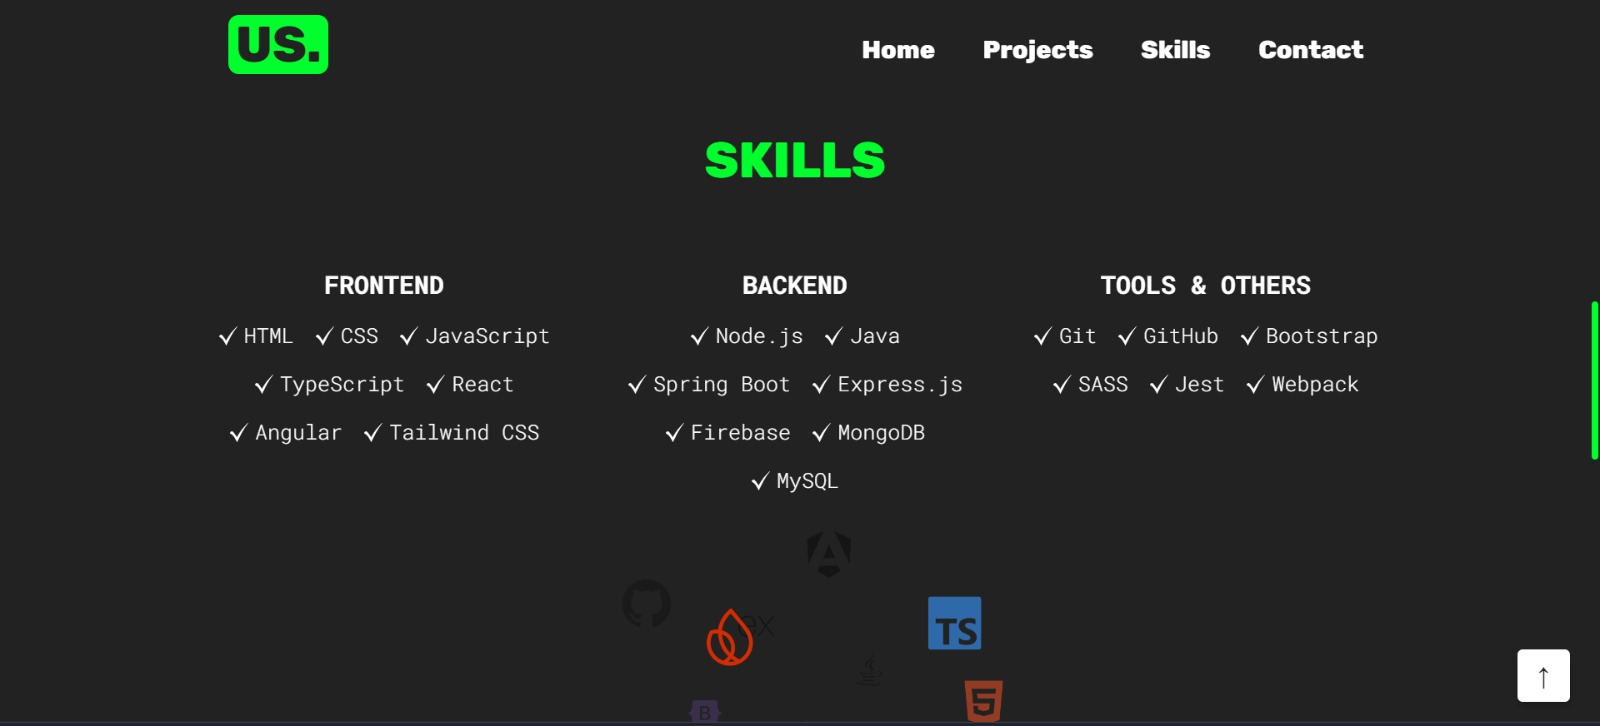 US.
Home Projects Skills Contact
SKILLS
FRONTEND
✓ HTML ✓ CSS ✓ JavaScript
✓ TypeScript ✓ React
✓ Angular ✓ Tailwind CSS
BACKEND
✓ Node.js ✓ Java
✓ Spring Boot ✓ Express.js
✓ Firebase ✓ MongoDB
✓ MySQL
TOOLS & OTHERS
✓ Git ✓ GitHub ✓ Bootstrap
✓ SASS ✓ Jest ✓ Webpack
ex
TS
5
B
↑